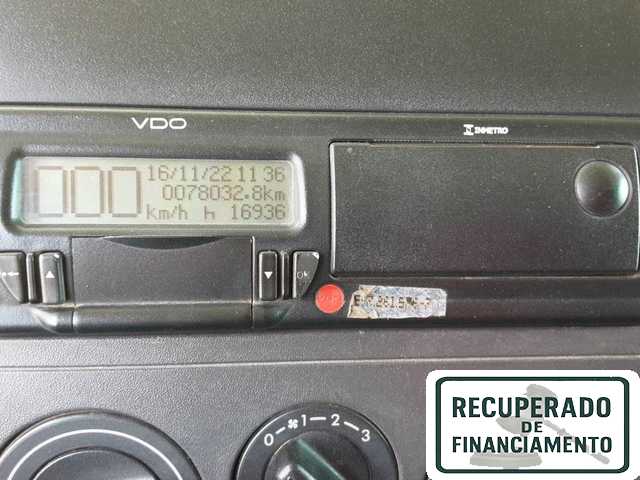 VDO
INMETRO
000
16/11/22 11 36
0078032.8km
km/h h 16936
Ok
0 1 2 3
RECUPERADO
DE
FINANCIAMENTO